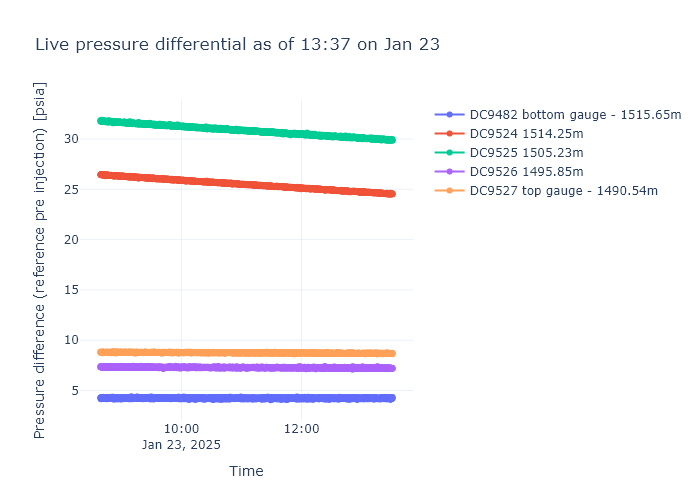 Live pressure differential as of 13:37 on Jan 23
Pressure difference (reference pre injection) [psia]
30
25
20
15
10
5
10:00
Jan 23, 2025
12:00
Time
DC9482 bottom gauge - 1515.65m
DC9524 1514.25m
DC9525 1505.23m
DC9526 1495.85m
DC9527 top gauge - 1490.54m